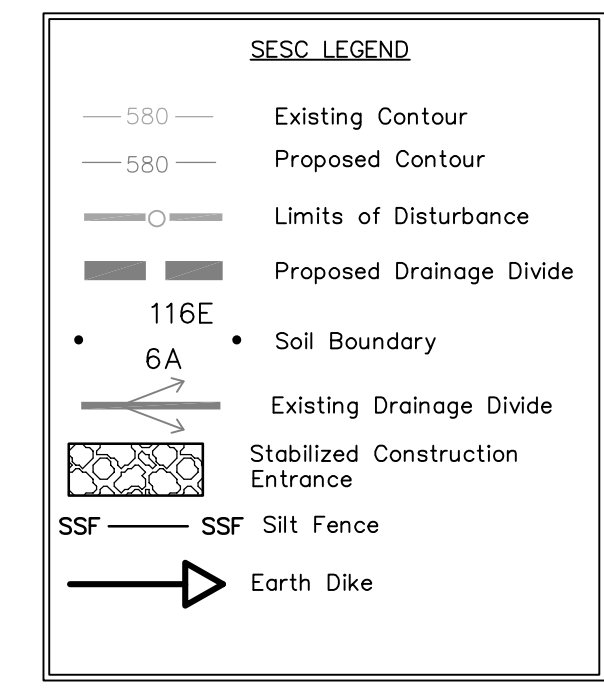 SESC LEGEND
580 Existing Contour
580 Proposed Contour
Limits of Disturbance
Proposed Drainage Divide
116E
Soil Boundary
6A
Existing Drainage Divide
Stabilized Construction
Entrance
SSF SSF Silt Fence
Earth Dike